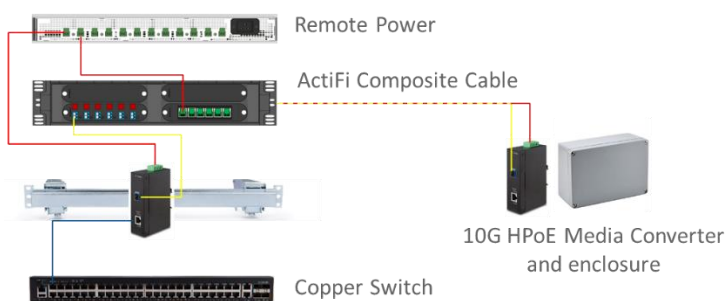 Remote Power
ActiFi Composite Cable
10G HPoE Media Converter
and enclosure
Copper Switch